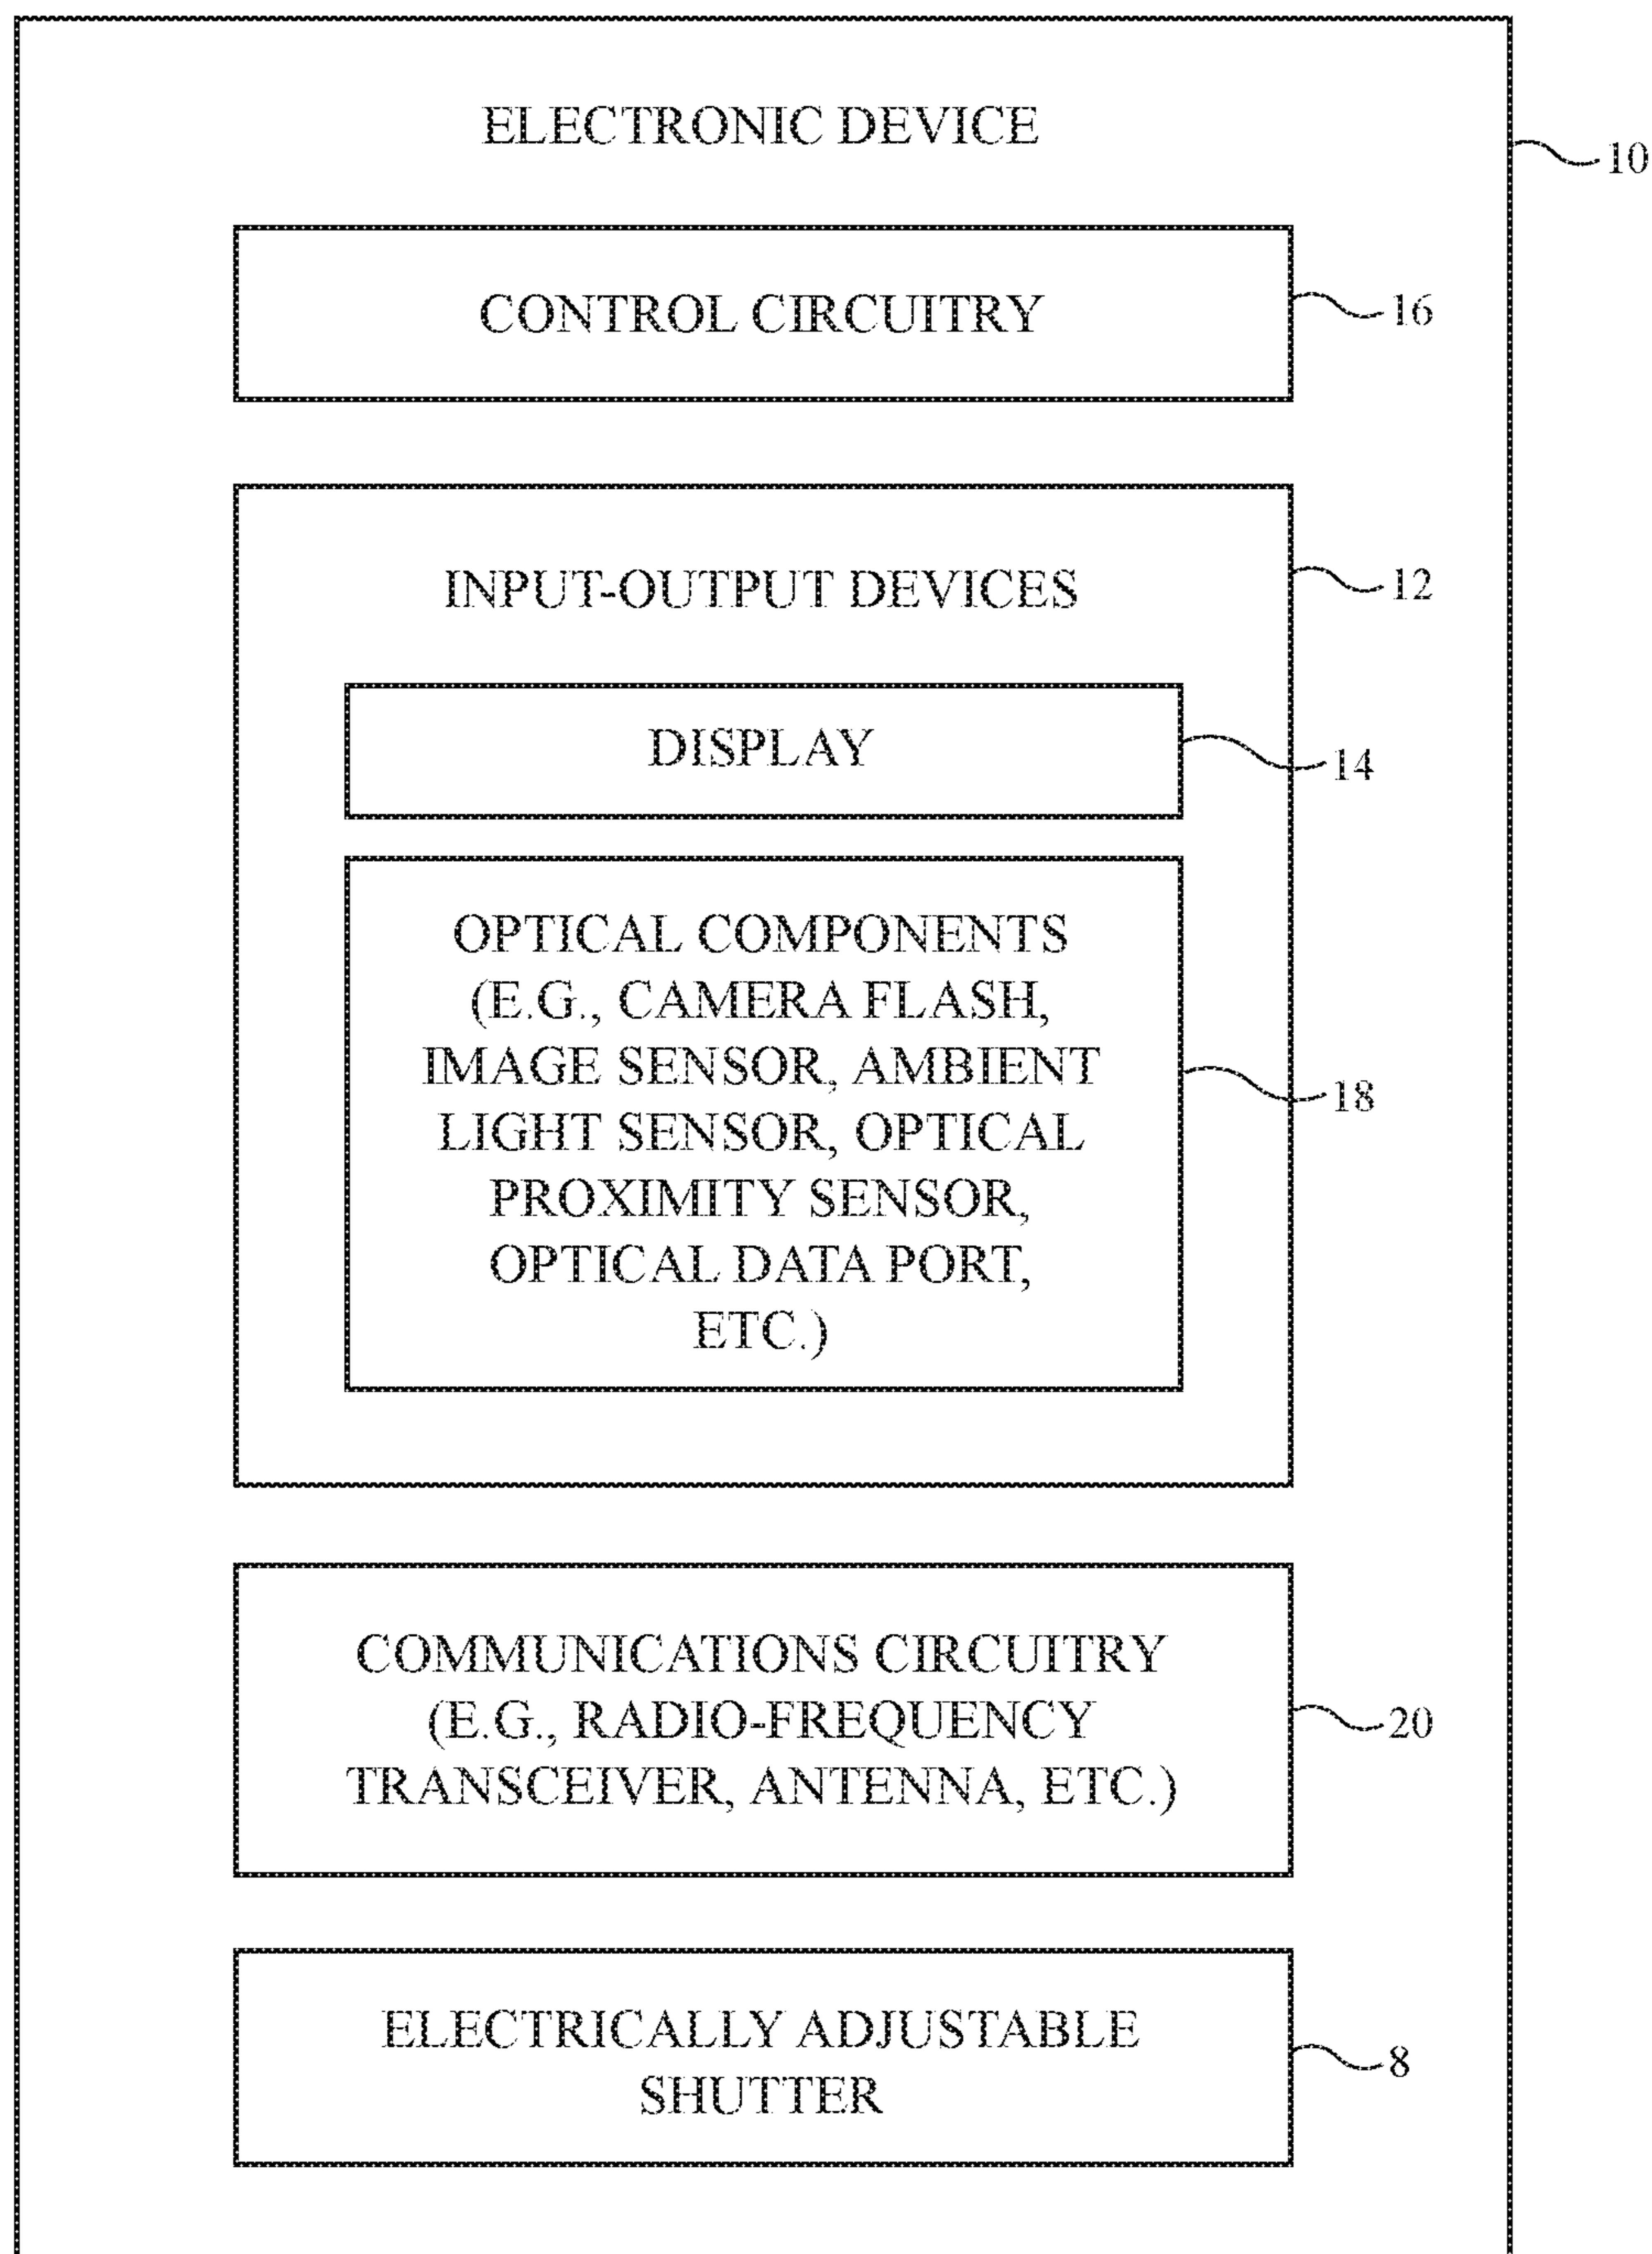 ELECTRONIC DEVICE
10
CONTROL CIRCUITRY
16
INPUT-OUTPUT DEVICES
12
DISPLAY
14
OPTICAL COMPONENTS
(E.G., CAMERA FLASH,
IMAGE SENSOR, AMBIENT
LIGHT SENSOR, OPTICAL
PROXIMITY SENSOR,
OPTICAL DATA PORT,
ETC.)
18
COMMUNICATIONS CIRCUITRY
(E.G., RADIO-FREQUENCY
TRANSCEIVER, ANTENNA, ETC.)
20
ELECTRICALLY ADJUSTABLE
SHUTTER
8